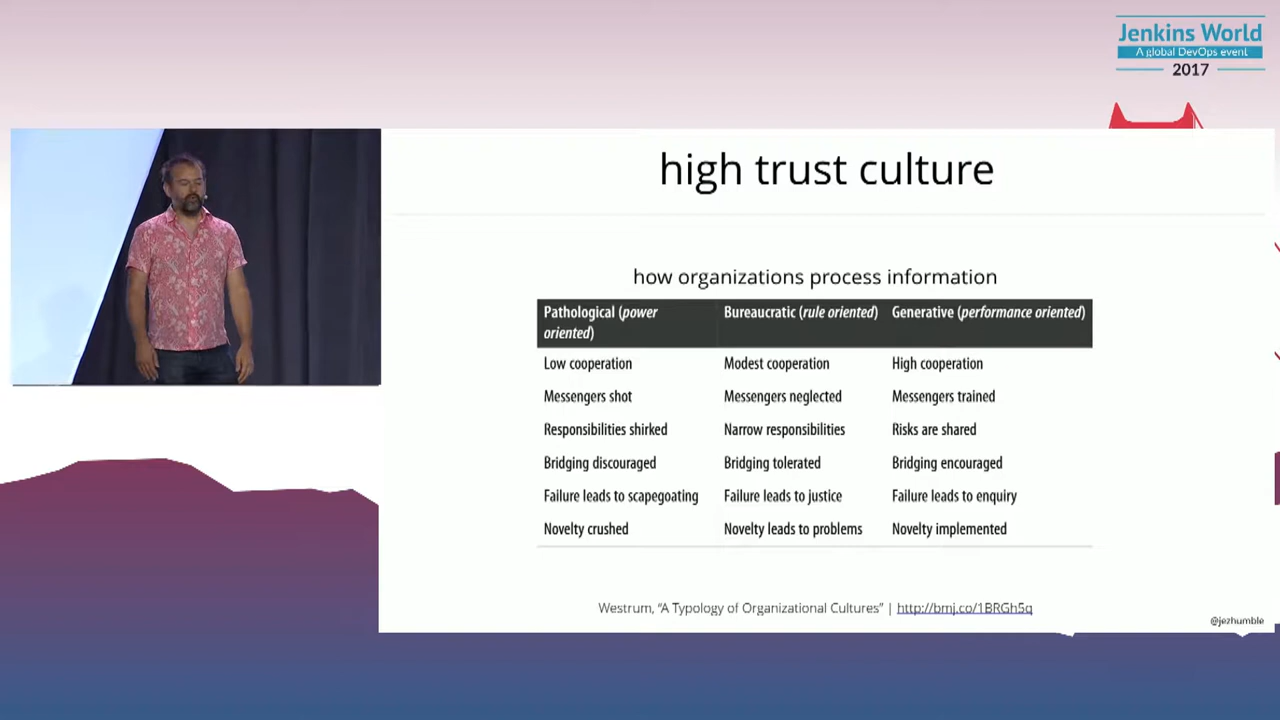 Jenkins World
A global DevOps event
2017
high trust culture
how organizations process information
Pathological (power oriented) Bureaucratic (rule oriented) Generative (performance oriented)
Low cooperation Modest cooperation High cooperation
Messengers shot Messengers neglected Messengers trained
Responsibilities shirked Narrow responsibilities Risks are shared
Bridging discouraged Bridging tolerated Bridging encouraged
Failure leads to scapegoating Failure leads to justice Failure leads to enquiry
Novelty crushed Novelty leads to problems Novelty implemented
Westrum, “A Typology of Organizational Cultures” | http://bmj.co/1BRGh5q
@jezhumble